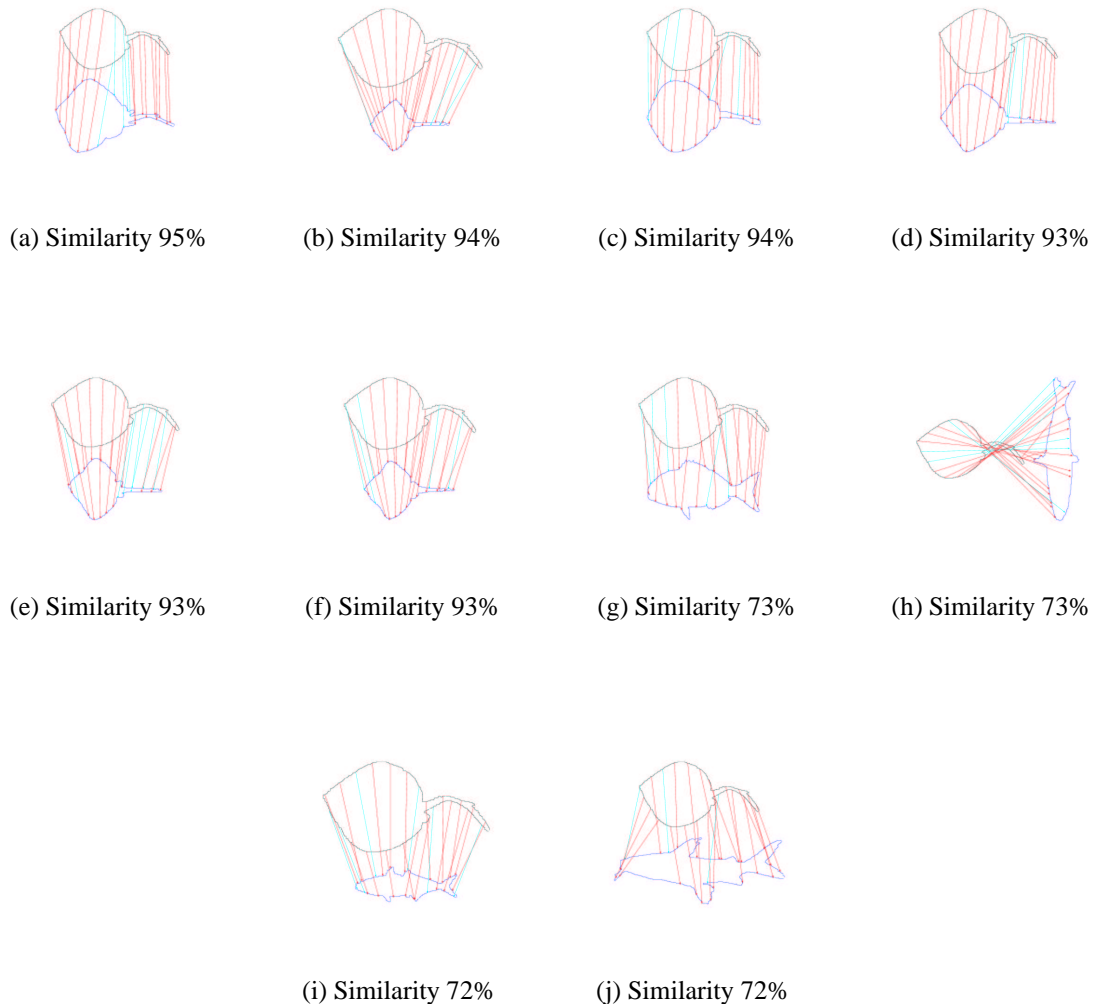 (a) Similarity 95%
(b) Similarity 94%
(c) Similarity 94%
(d) Similarity 93%
(e) Similarity 93%
(f) Similarity 93%
(g) Similarity 73%
(h) Similarity 73%
(i) Similarity 72%
(j) Similarity 72%